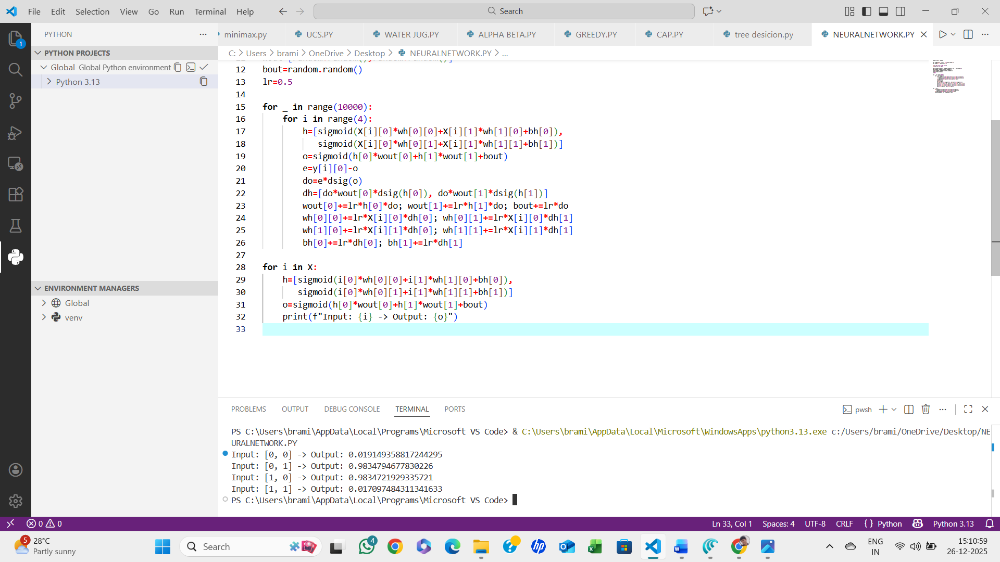 File Edit Selection View Go Run Terminal Help
Search
PYTHON
minimax.py UCS.PY WATER JUG.PY ALPHA BETA.PY GREEDY.PY CAP.PY tree desicion.py NEURALNETWORK.PY
1
PYTHON PROJECTS
C: > Users > brami > OneDrive > Desktop > NEURALNETWORK.PY > ...
Global Global Python environment
Python 3.13
12 bout=random.random()
13 lr=0.5
14
15 for _ in range(10000):
16 for i in range(4):
17 h=[sigmoid(X[i][0]*wh[0][0]+X[i][1]*wh[1][0]+bh[0]),
18 sigmoid(X[i][0]*wh[0][1]+X[i][1]*wh[1][1]+bh[1])]
19 o=sigmoid(h[0]*wout[0]+h[1]*wout[1]+bout)
20 e=y[i][0]-o
21 do=e*dsig(o)
22 dh=[do*wout[0]*dsig(h[0]), do*wout[1]*dsig(h[1])]
23 wout[0]+=lr*h[0]*do; wout[1]+=lr*h[1]*do; bout+=lr*do
24 wh[0][0]+=lr*X[i][0]*dh[0]; wh[0][1]+=lr*X[i][0]*dh[1]
25 wh[1][0]+=lr*X[i][1]*dh[0]; wh[1][1]+=lr*X[i][1]*dh[1]
26 bh[0]+=lr*dh[0]; bh[1]+=lr*dh[1]
27
28 for i in X:
29 h=[sigmoid(i[0]*wh[0][0]+i[1]*wh[1][0]+bh[0]),
30 sigmoid(i[0]*wh[0][1]+i[1]*wh[1][1]+bh[1])]
31 o=sigmoid(h[0]*wout[0]+h[1]*wout[1]+bout)
32 print(f"Input: {i} -> Output: {o}")
33
ENVIRONMENT MANAGERS
Global
venv
PROBLEMS OUTPUT DEBUG CONSOLE TERMINAL PORTS
pwsh
PS C:\Users\brami\AppData\Local\Programs\Microsoft VS Code> & C:\Users\brami\AppData\Local\Microsoft\WindowsApps\python3.13.exe c:/Users/brami/OneDrive/Desktop/NE
URALNETWORK.PY
Input: [0, 0] -> Output: 0.019149358817244295
Input: [0, 1] -> Output: 0.9834794677830226
Input: [1, 0] -> Output: 0.9834721929335721
Input: [1, 1] -> Output: 0.017097484311341633
PS C:\Users\brami\AppData\Local\Programs\Microsoft VS Code>
0 0
Ln 33, Col 1 Spaces: 4 UTF-8 CRLF { } Python Python 3.13
5
28°C
Partly sunny
Search
4
ENG
IN
15:10:59
26-12-2025